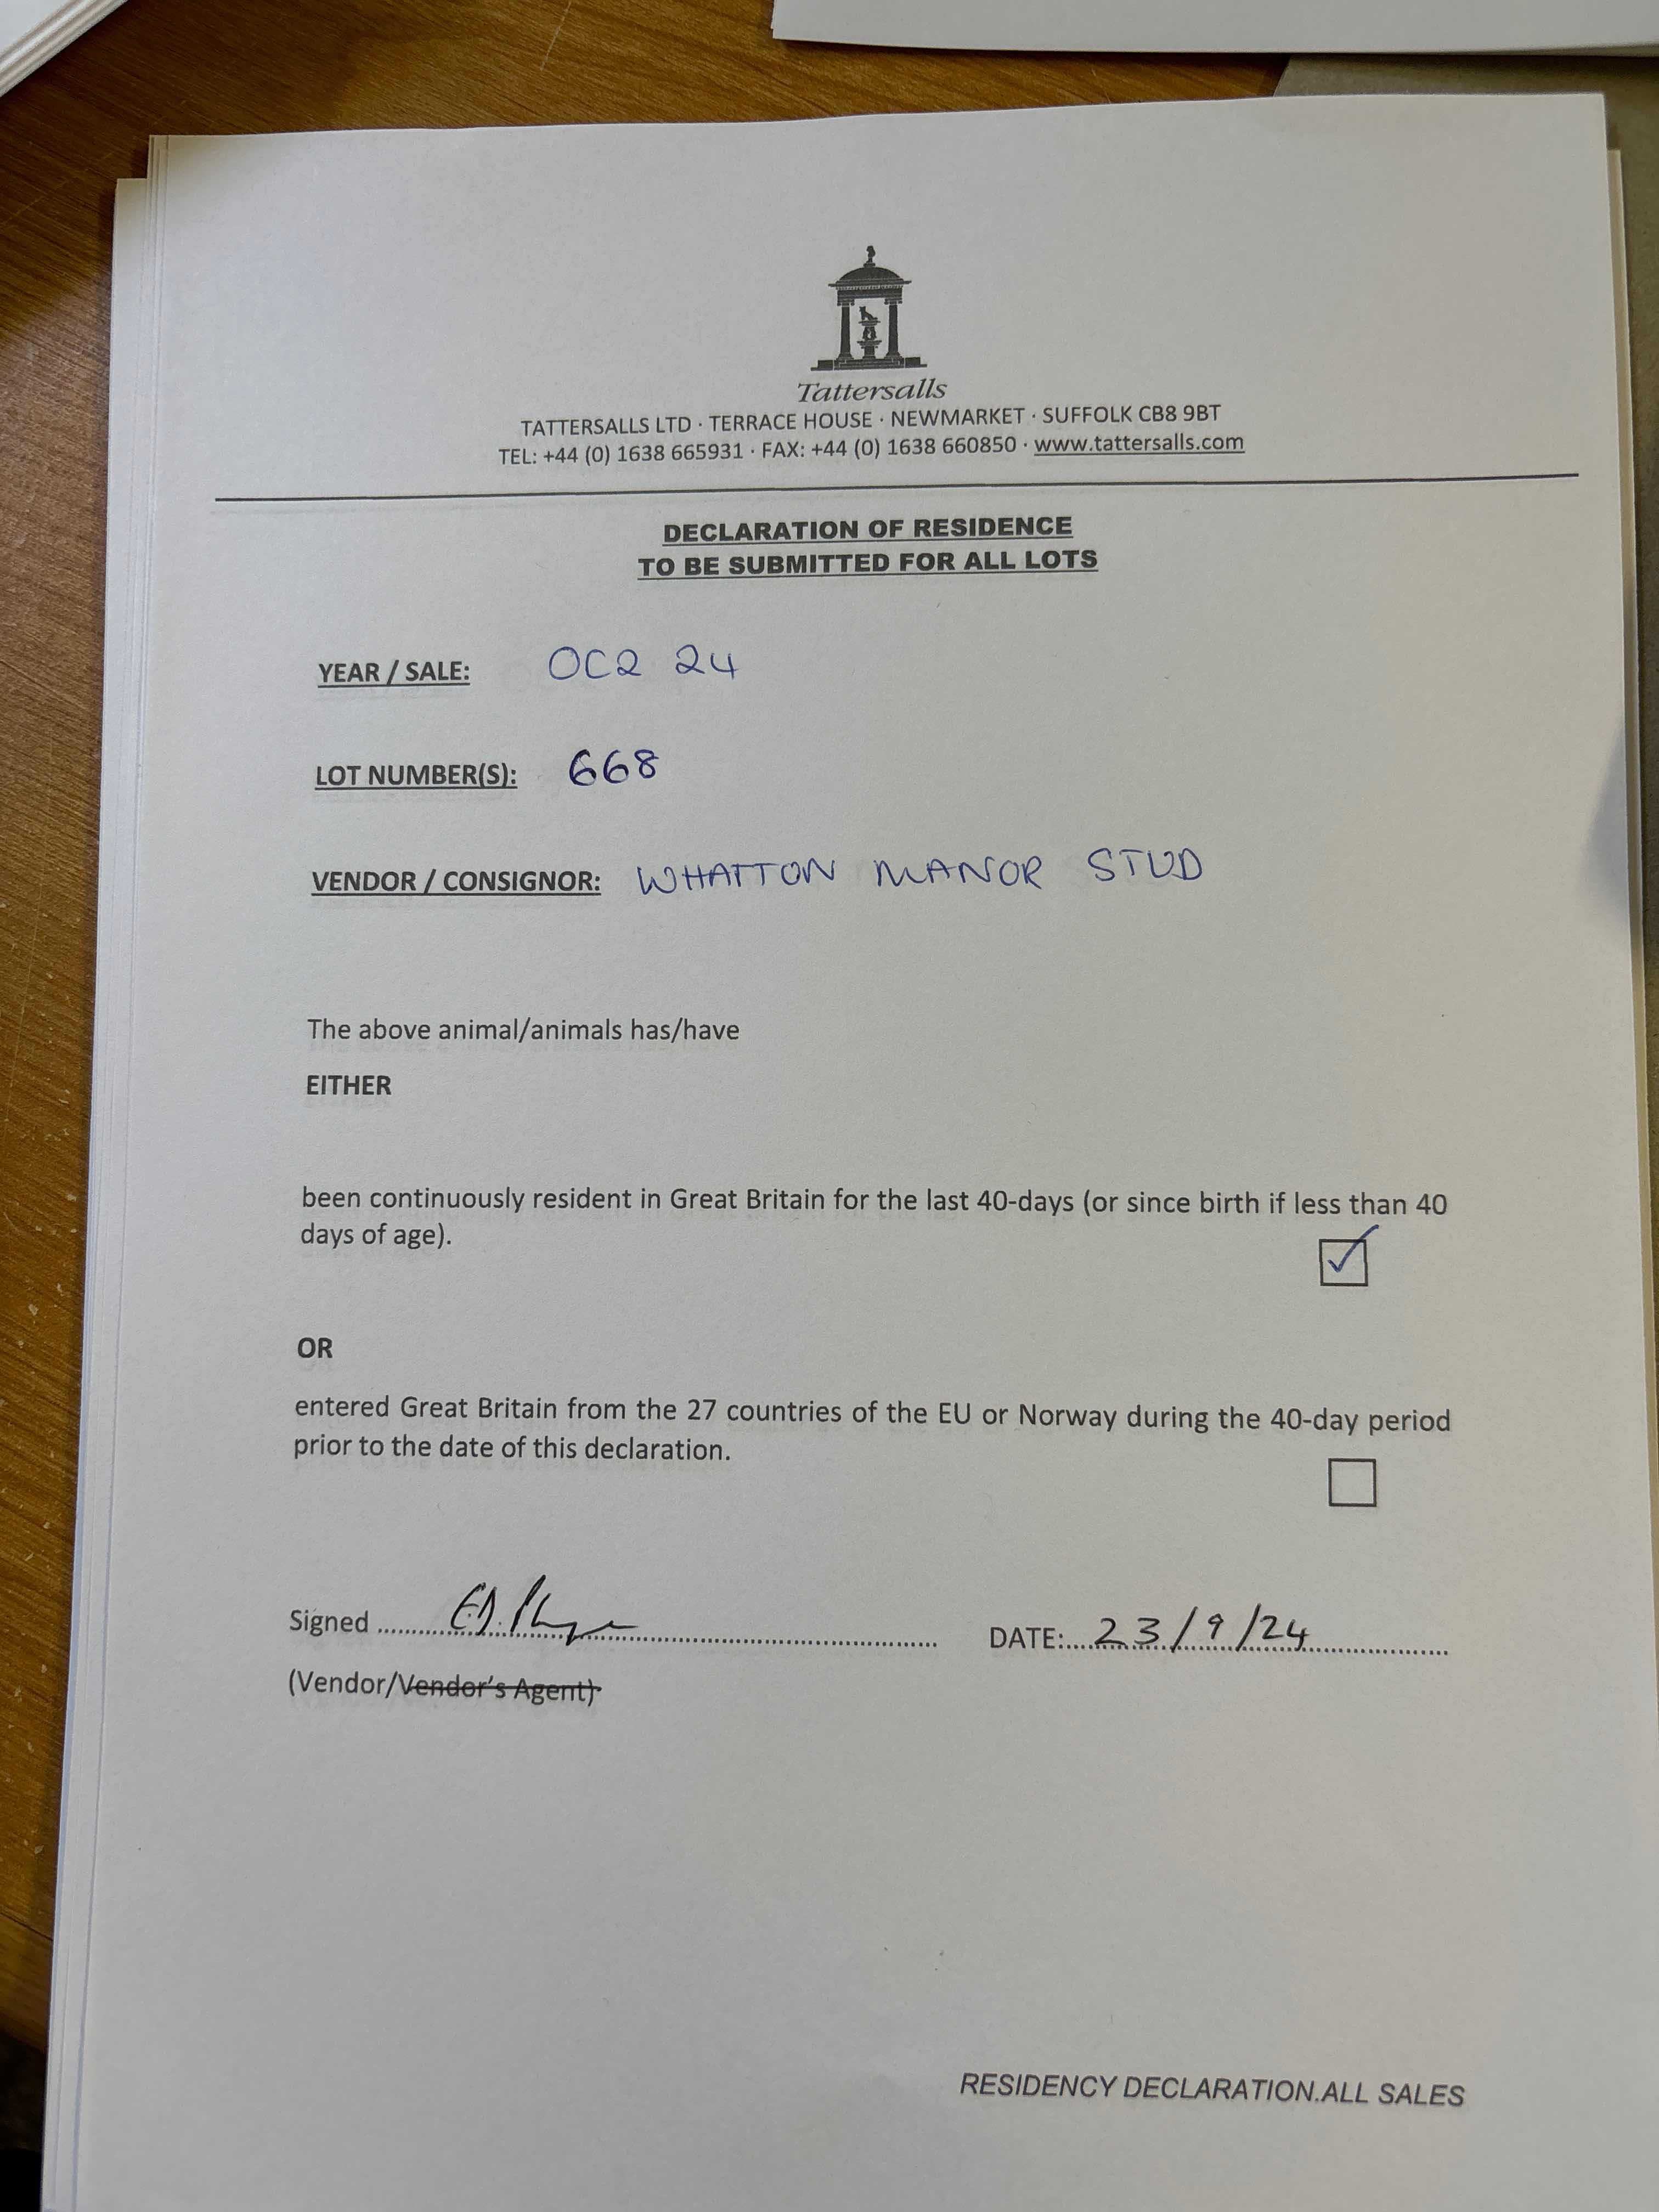 Tattersalls
TATTERSALLS LTD · TERRACE HOUSE · NEWMARKET · SUFFOLK CB8 9BT
TEL: +44 (0) 1638 665931 · FAX: +44 (0) 1638 660850 · www.tattersalls.com
DECLARATION OF RESIDENCE
TO BE SUBMITTED FOR ALL LOTS
YEAR / SALE: OC2 24
LOT NUMBER(S): 668
VENDOR / CONSIGNOR: WHATTON MANOR STUD
The above animal/animals has/have
EITHER
been continuously resident in Great Britain for the last 40-days (or since birth if less than 40
days of age).
OR
entered Great Britain from the 27 countries of the EU or Norway during the 40-day period
prior to the date of this declaration.
Signed DATE: 23/9/24
(Vendor/Vendor's Agent)
RESIDENCY DECLARATION.ALL SALES